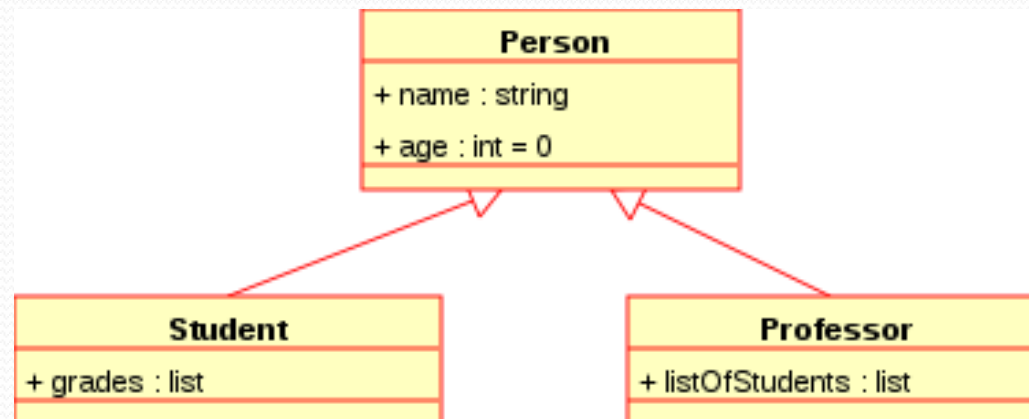 Person
+ name : string
+ age : int = 0
Student
+ grades : list
Professor
+ listOfStudents : list